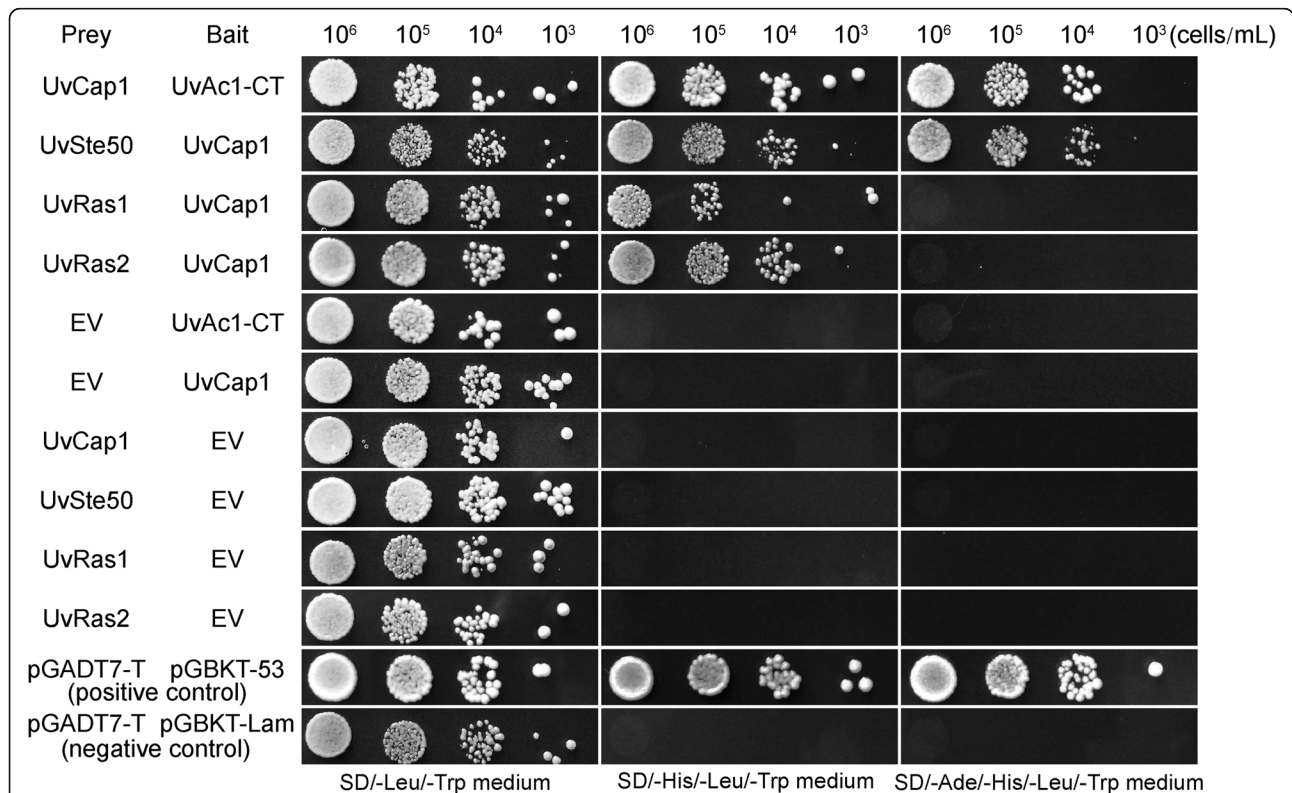 Prey Bait 10⁶ 10⁵ 10⁴ 10³ 10⁶ 10⁵ 10⁴ 10³ 10⁶ 10⁵ 10⁴ 10³ (cells/mL)
UvCap1 UvAc1-CT
UvSte50 UvCap1
UvRas1 UvCap1
UvRas2 UvCap1
EV UvAc1-CT
EV UvCap1
UvCap1 EV
UvSte50 EV
UvRas1 EV
UvRas2 EV
pGADT7-T pGBKT-53
(positive control)
pGADT7-T pGBKT-Lam
(negative control)
SD/-Leu/-Trp medium SD/-His/-Leu/-Trp medium SD/-Ade/-His/-Leu/-Trp medium